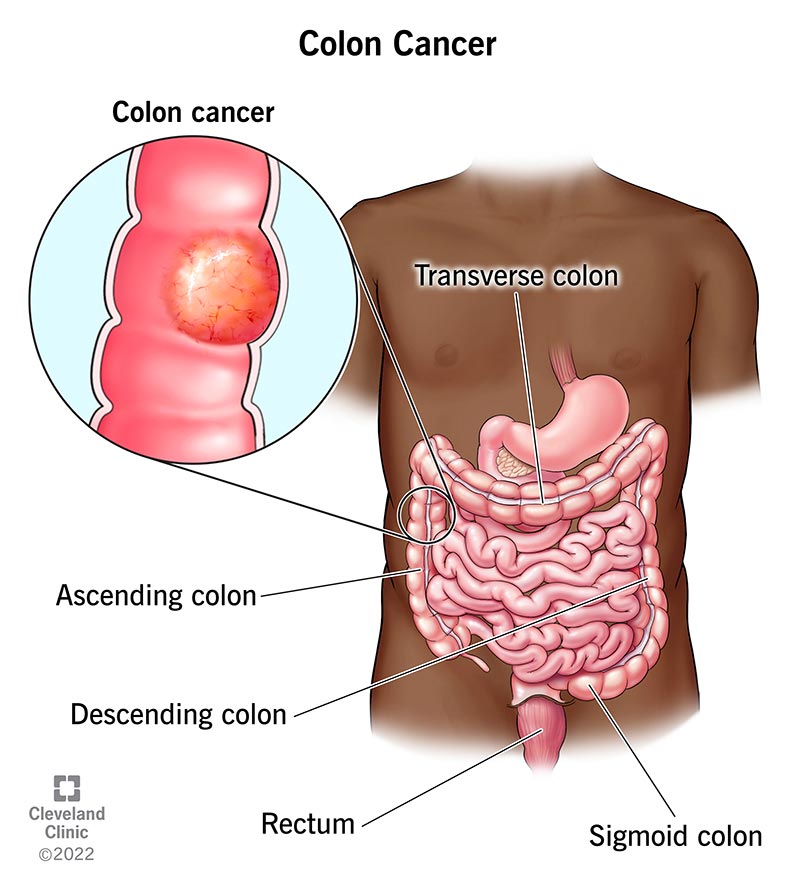 Colon Cancer
Colon cancer
Transverse colon
Ascending colon
Descending colon
Rectum
Sigmoid colon
Cleveland
Clinic
©2022